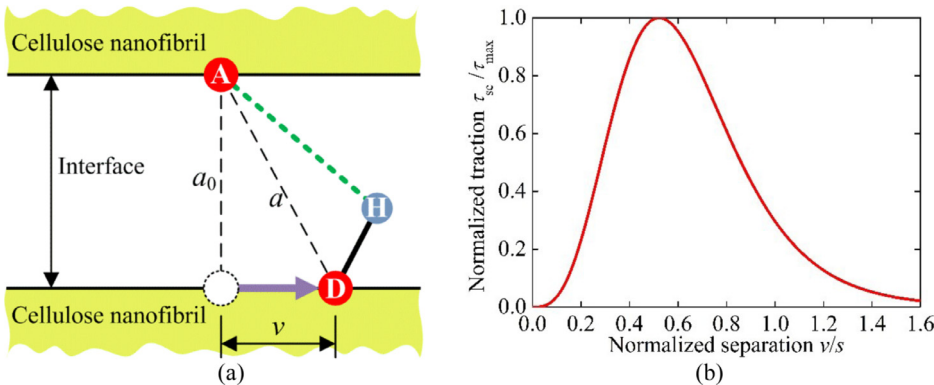 Cellulose nanofibril
A
Interface
a₀
a
H
D
Cellulose nanofibril
v
(a)
Normalized traction τsc/τmax
1.0
0.8
0.6
0.4
0.2
0.0
0.0 0.2 0.4 0.6 0.8 1.0 1.2 1.4 1.6
Normalized separation v/s
(b)